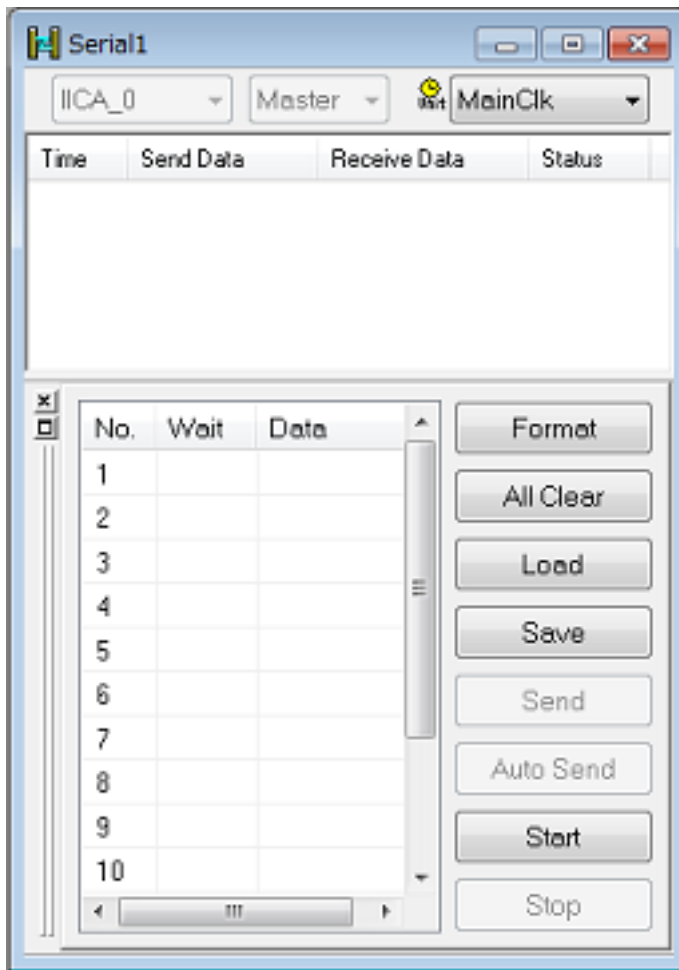 Serial1
IICA_0 Master Unit MainClk
Time Send Data Receive Data Status
No. Wait Data
1
2
3
4
5
6
7
8
9
10
Format
All Clear
Load
Save
Send
Auto Send
Start
Stop